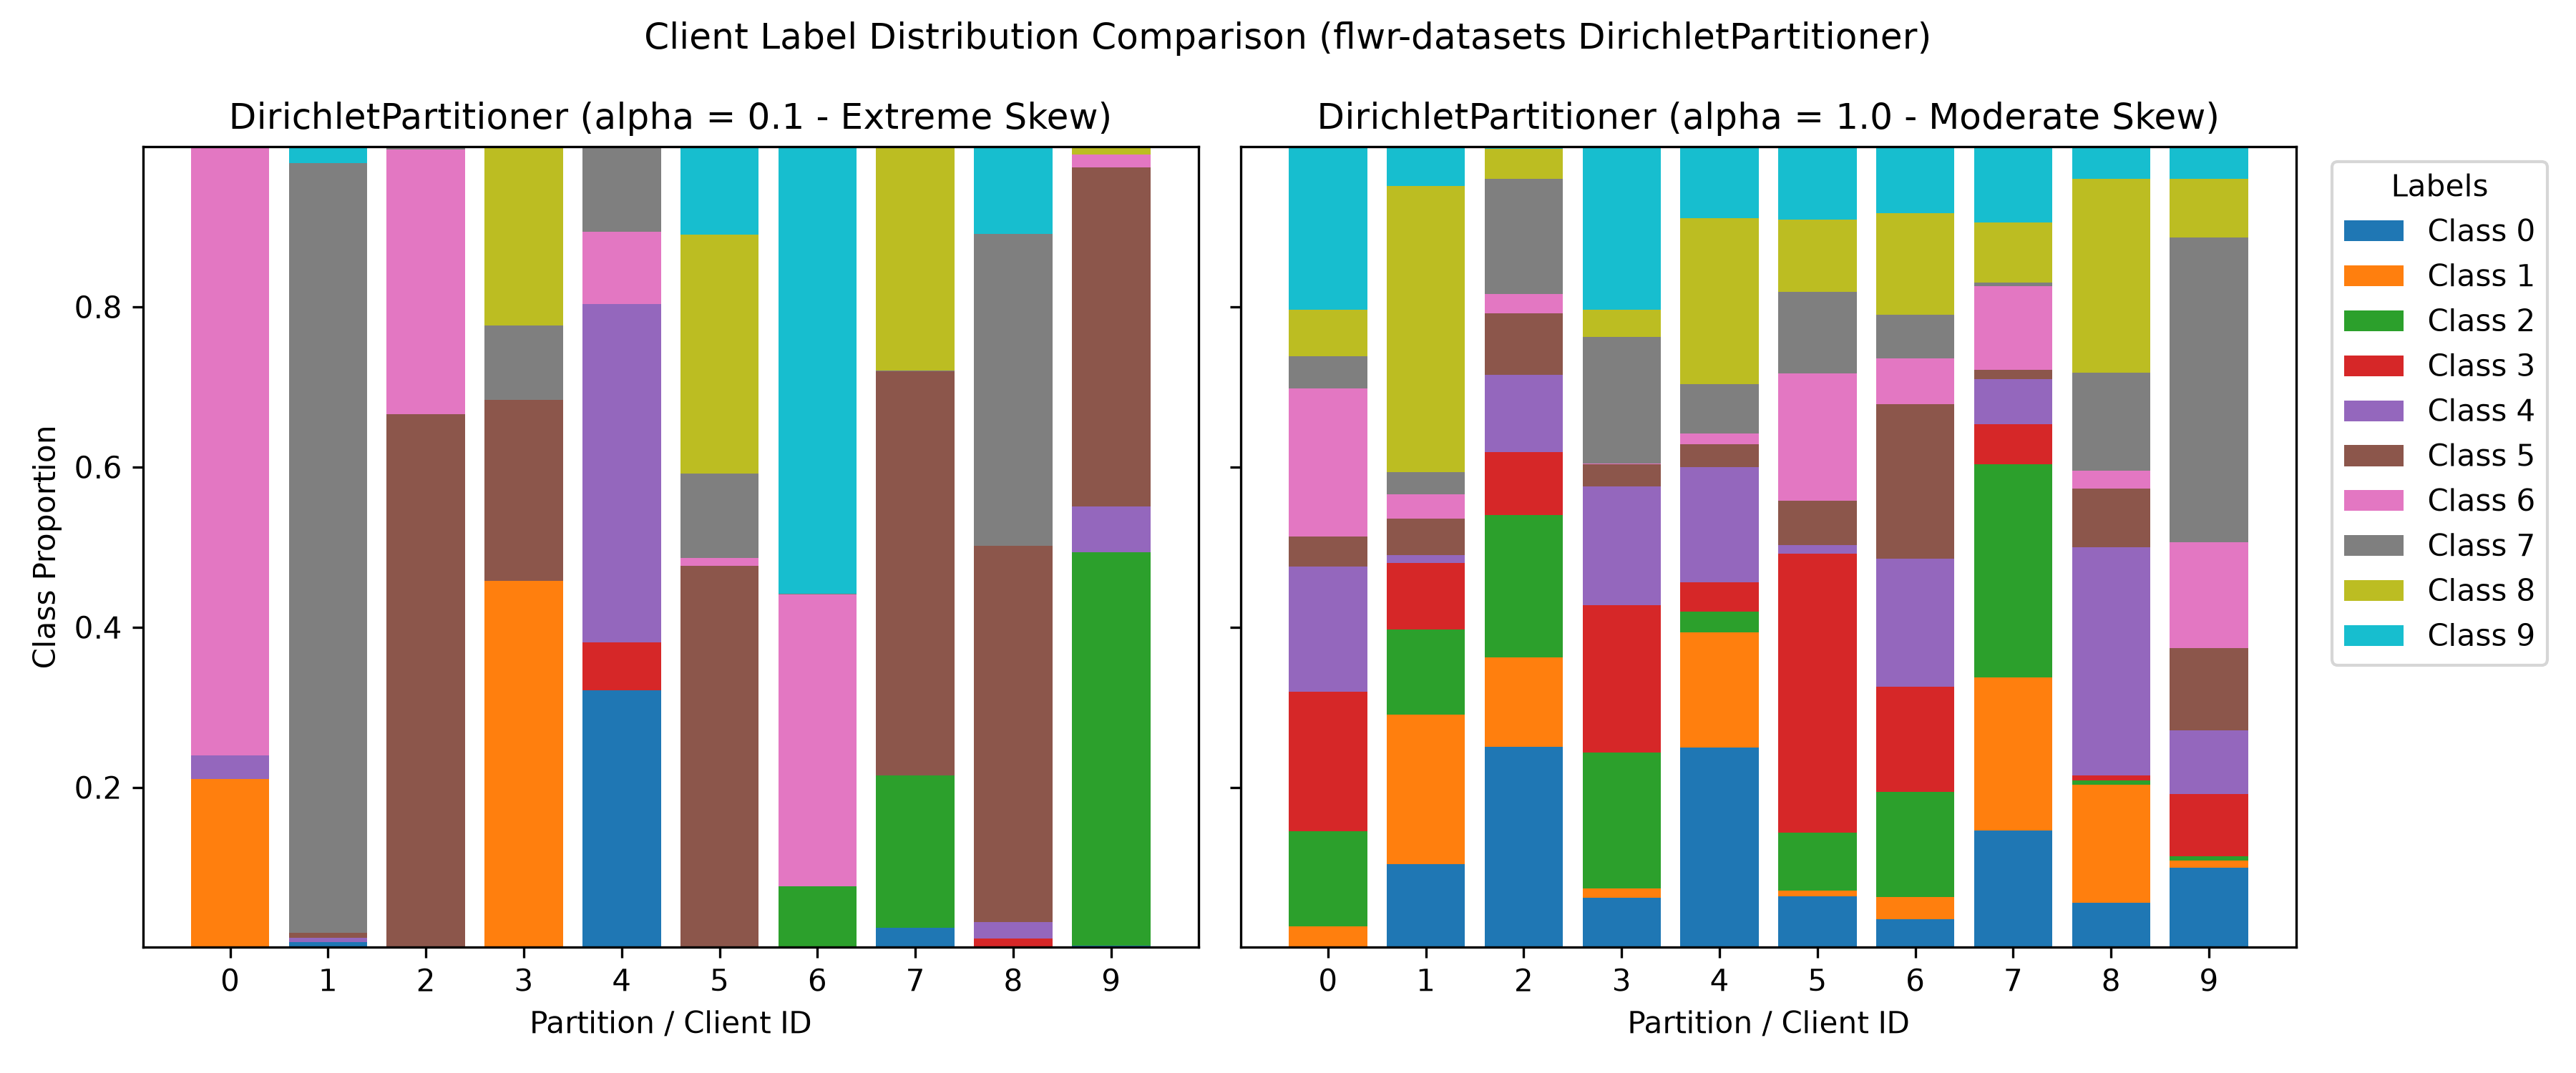 Client Label Distribution Comparison (flwr-datasets DirichletPartitioner)
DirichletPartitioner (alpha = 0.1 - Extreme Skew)
DirichletPartitioner (alpha = 1.0 - Moderate Skew)
Class Proportion
0.8
0.6
0.4
0.2
0 1 2 3 4 5 6 7 8 9
Partition / Client ID
0 1 2 3 4 5 6 7 8 9
Partition / Client ID
Labels
Class 0
Class 1
Class 2
Class 3
Class 4
Class 5
Class 6
Class 7
Class 8
Class 9